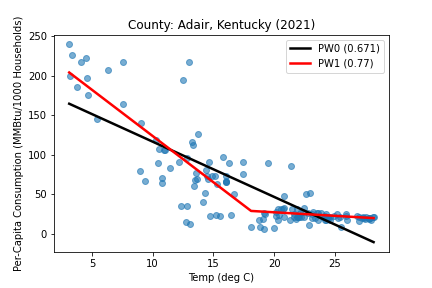 County: Adair, Kentucky (2021)
PW0 (0.671)
PW1 (0.77)
Per-Capita Consumption (MMBtu/1000 Households)
250
200
150
100
50
0
5 10 15 20 25
Temp (deg C)